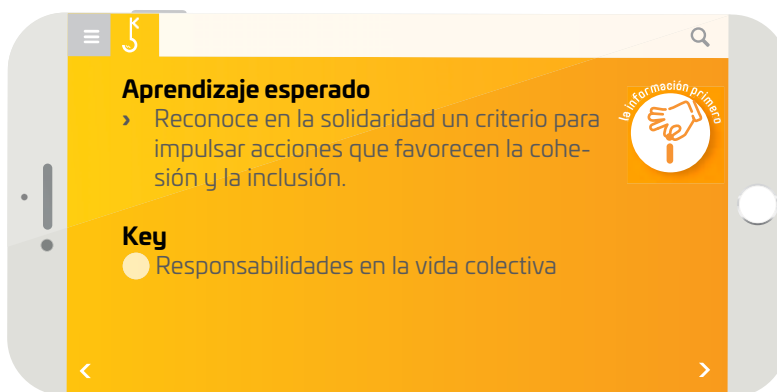 Aprendizaje esperado
› Reconoce en la solidaridad un criterio para
impulsar acciones que favorecen la cohe-
sión y la inclusión.
la información primero
Key
Responsabilidades en la vida colectiva